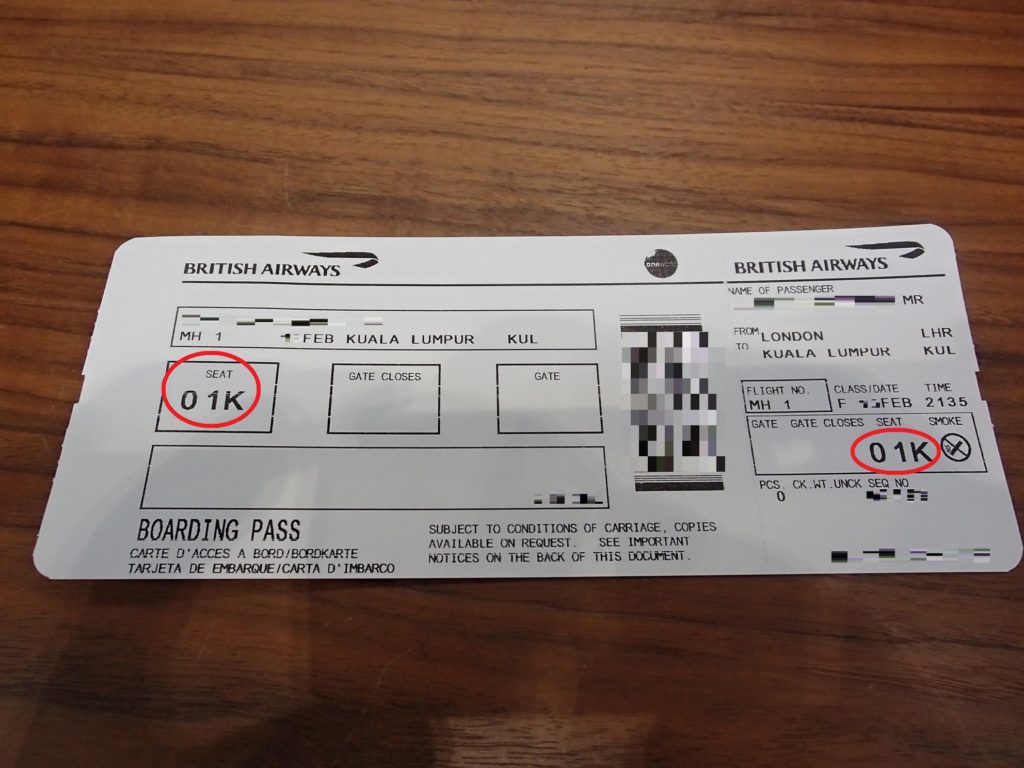 BRITISH AIRWAYS
oneworld
MH 1 FEB KUALA LUMPUR KUL
SEAT
01K
GATE CLOSES
GATE
BOARDING PASS
CARTE D'ACCES A BORD/BORDKARTE
TARJETA DE EMBARQUE/CARTA D'IMBARCO
SUBJECT TO CONDITIONS OF CARRIAGE, COPIES
AVAILABLE ON REQUEST. SEE IMPORTANT
NOTICES ON THE BACK OF THIS DOCUMENT.
BRITISH AIRWAYS
NAME OF PASSENGER
MR
FROM LONDON LHR
TO KUALA LUMPUR KUL
FLIGHT NO. CLASS/DATE TIME
MH 1 F FEB 2135
GATE GATE CLOSES SEAT SMOKE
01K
PCS. CK.WT.UNCK SEQ NO
0